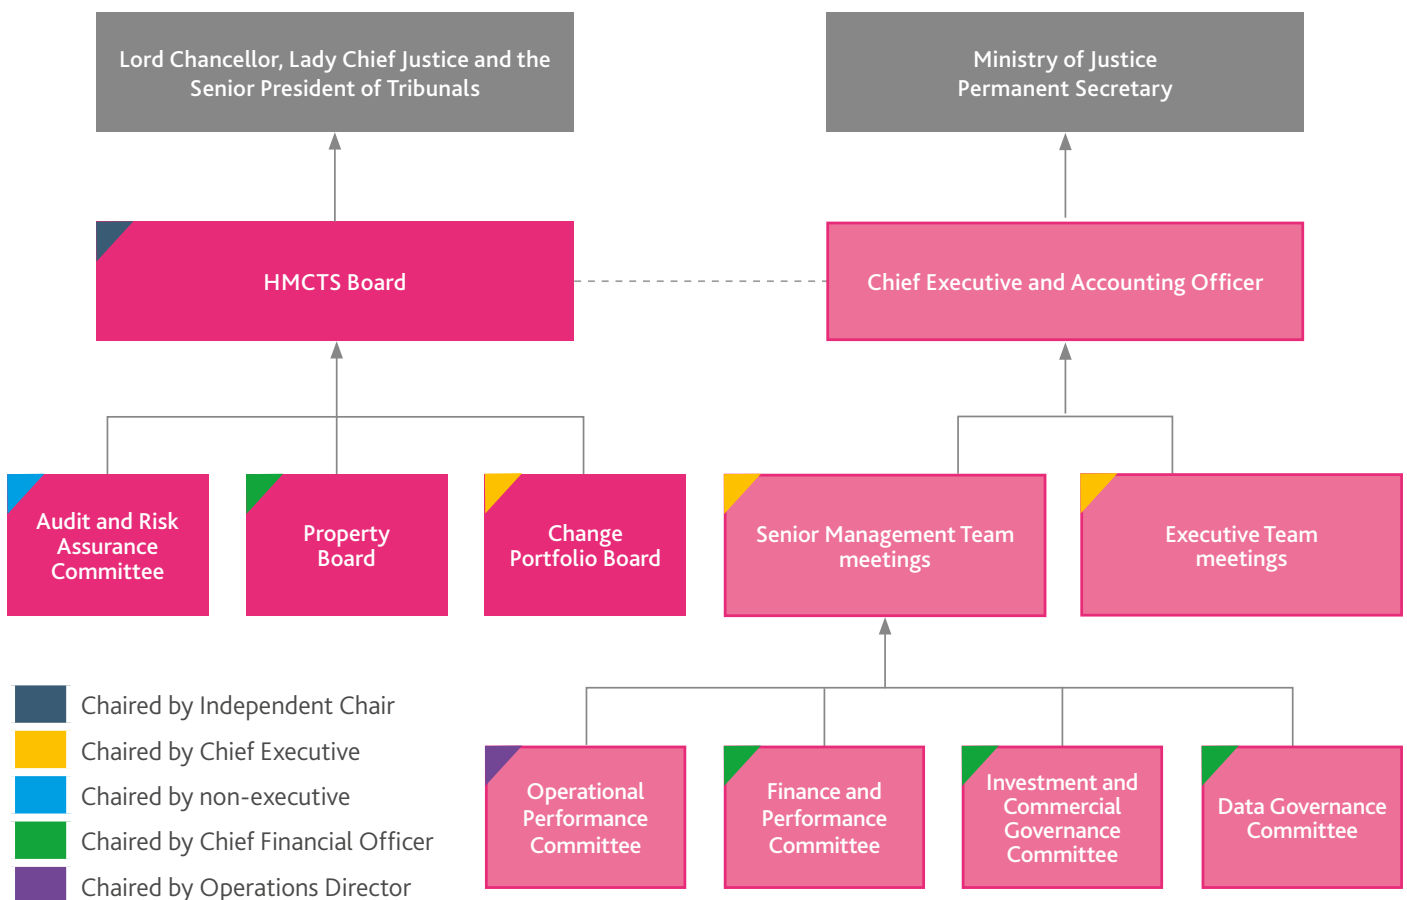 Lord Chancellor, Lady Chief Justice and the
Senior President of Tribunals
Ministry of Justice
Permanent Secretary
HMCTS Board
Chief Executive and Accounting Officer
Audit and Risk
Assurance
Committee
Property
Board
Change
Portfolio Board
Senior Management Team
meetings
Executive Team
meetings
Chaired by Independent Chair
Chaired by Chief Executive
Chaired by non-executive
Chaired by Chief Financial Officer
Chaired by Operations Director
Operational
Performance
Committee
Finance and
Performance
Committee
Investment and
Commercial
Governance
Committee
Data Governance
Committee